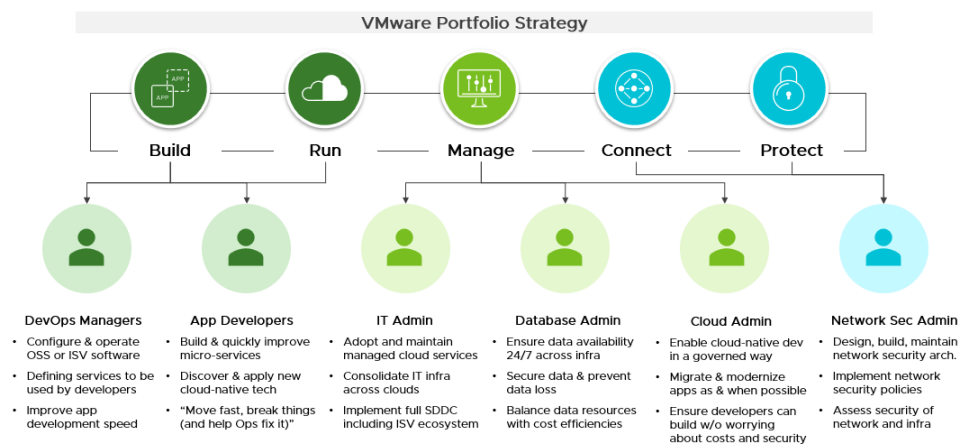 VMware Portfolio Strategy
APP
APP
Build
Run
Manage
Connect
Protect
DevOps Managers
• Configure & operate
OSS or ISV software
• Defining services to be
used by developers
• Improve app
development speed
App Developers
• Build & quickly improve
micro-services
• Discover & apply new
cloud-native tech
• “Move fast, break things
(and help Ops fix it)”
IT Admin
• Adopt and maintain
managed cloud services
• Consolidate IT infra
across clouds
• Implement full SDDC
including ISV ecosystem
Database Admin
• Ensure data availability
24/7 across infra
• Secure data & prevent
data loss
• Balance data resources
with cost efficiencies
Cloud Admin
• Enable cloud-native dev
in a governed way
• Migrate & modernize
apps as & when possible
• Ensure developers can
build w/o worrying
about costs and security
Network Sec Admin
• Design, build, maintain
network security arch.
• Implement network
security policies
• Assess security of
network and infra